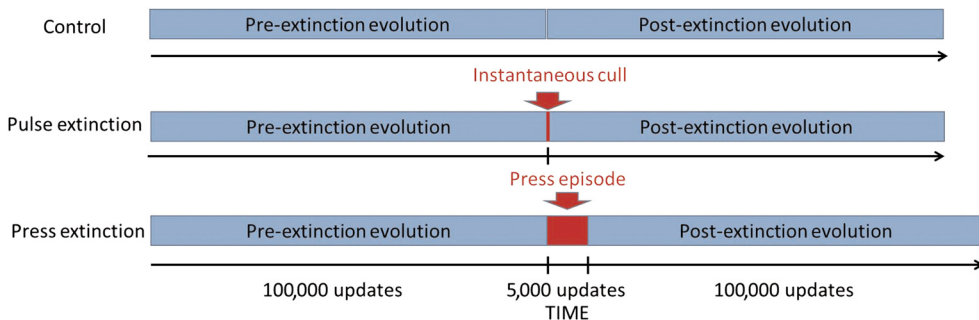 Control
Pre-extinction evolution
Post-extinction evolution
Instantaneous cull
Pulse extinction
Pre-extinction evolution
Post-extinction evolution
Press episode
Press extinction
Pre-extinction evolution
Post-extinction evolution
100,000 updates
5,000 updates
100,000 updates
TIME